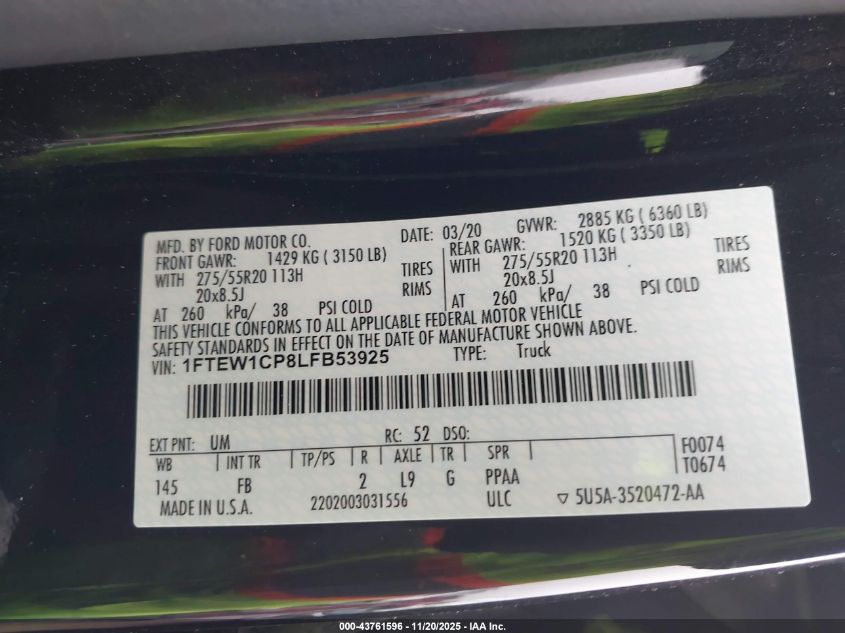 MFD. BY FORD MOTOR CO. DATE: 03/20 GVWR: 2885 KG ( 6360 LB)
FRONT GAWR: 1429 KG ( 3150 LB) REAR GAWR: 1520 KG ( 3350 LB)
WITH 275/55R20 113H TIRES WITH 275/55R20 113H TIRES
20x8.5J RIMS 20x8.5J RIMS
AT 260 kPa/ 38 PSI COLD AT 260 kPa/ 38 PSI COLD
THIS VEHICLE CONFORMS TO ALL APPLICABLE FEDERAL MOTOR VEHICLE
SAFETY STANDARDS IN EFFECT ON THE DATE OF MANUFACTURE SHOWN ABOVE.
VIN: 1FTEW1CP8LFB53925 TYPE: Truck
EXT PNT: UM RC: 52 DSO:
WB INT TR TP/PS R AXLE TR SPR F0074
145 FB 2 L9 G PPAA T0674
MADE IN U.S.A. 2202003031556 ULC ▽ 5U5A-3520472-AA
000-43761596 - 11/20/2025 - IAA Inc.